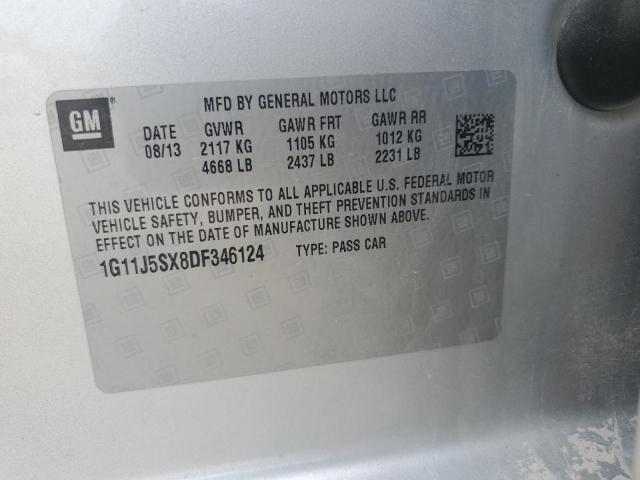 GM
MFD BY GENERAL MOTORS LLC
DATE GVWR GAWR FRT GAWR RR
08/13 2117 KG 1105 KG 1012 KG
4668 LB 2437 LB 2231 LB
THIS VEHICLE CONFORMS TO ALL APPLICABLE U.S. FEDERAL MOTOR
VEHICLE SAFETY, BUMPER, AND THEFT PREVENTION STANDARDS IN
EFFECT ON THE DATE OF MANUFACTURE SHOWN ABOVE.
1G11J5SX8DF346124 TYPE: PASS CAR